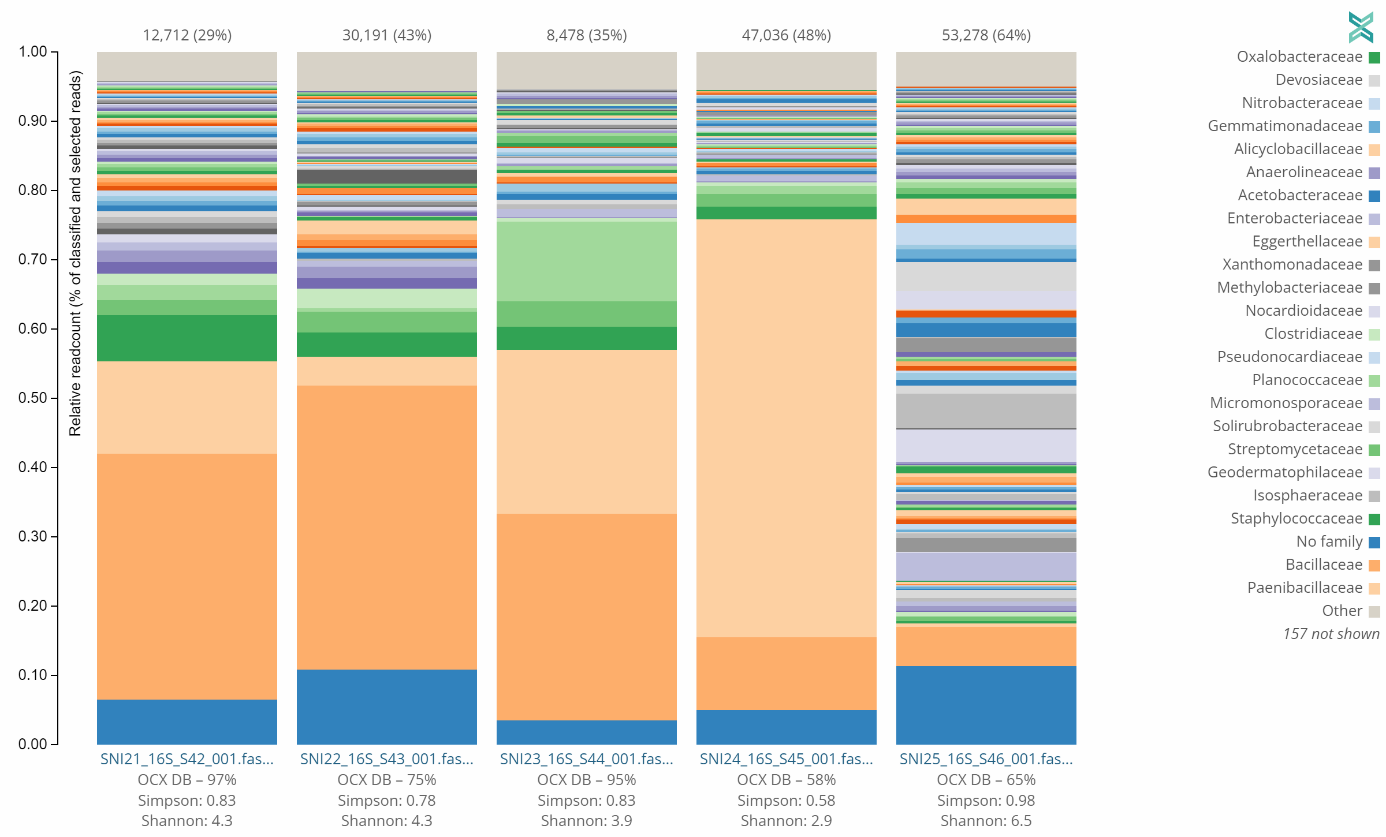 12,712 (29%) 30,191 (43%) 8,478 (35%) 47,036 (48%) 53,278 (64%)
Relative readcount (% of classified and selected reads)
1.00
0.90
0.80
0.70
0.60
0.50
0.40
0.30
0.20
0.10
0.00
SNI21_16S_S42_001.fas... SNI22_16S_S43_001.fas... SNI23_16S_S44_001.fas... SNI24_16S_S45_001.fas... SNI25_16S_S46_001.fas...
OCX DB – 97% OCX DB – 75% OCX DB – 95% OCX DB – 58% OCX DB – 65%
Simpson: 0.83 Simpson: 0.78 Simpson: 0.83 Simpson: 0.58 Simpson: 0.98
Shannon: 4.3 Shannon: 4.3 Shannon: 3.9 Shannon: 2.9 Shannon: 6.5
Oxalobacteraceae
Devosiaceae
Nitrobacteraceae
Gemmatimonadaceae
Alicyclobacillaceae
Anaerolineaceae
Acetobacteraceae
Enterobacteriaceae
Eggerthellaceae
Xanthomonadaceae
Methylobacteriaceae
Nocardioidaceae
Clostridiaceae
Pseudonocardiaceae
Planococcaceae
Micromonosporaceae
Solirubrobacteraceae
Streptomycetaceae
Geodermatophilaceae
Isosphaeraceae
Staphylococcaceae
No family
Bacillaceae
Paenibacillaceae
Other
157 not shown